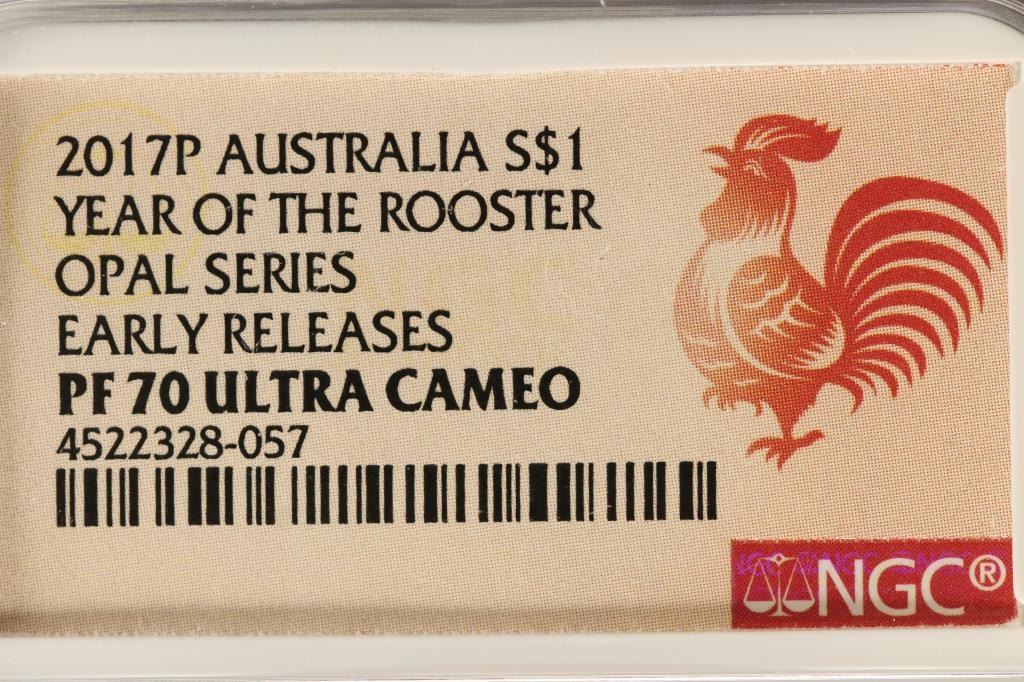 2017P AUSTRALIA S$1
YEAR OF THE ROOSTER
OPAL SERIES
EARLY RELEASES
PF 70 ULTRA CAMEO
4522328-057
NGC®